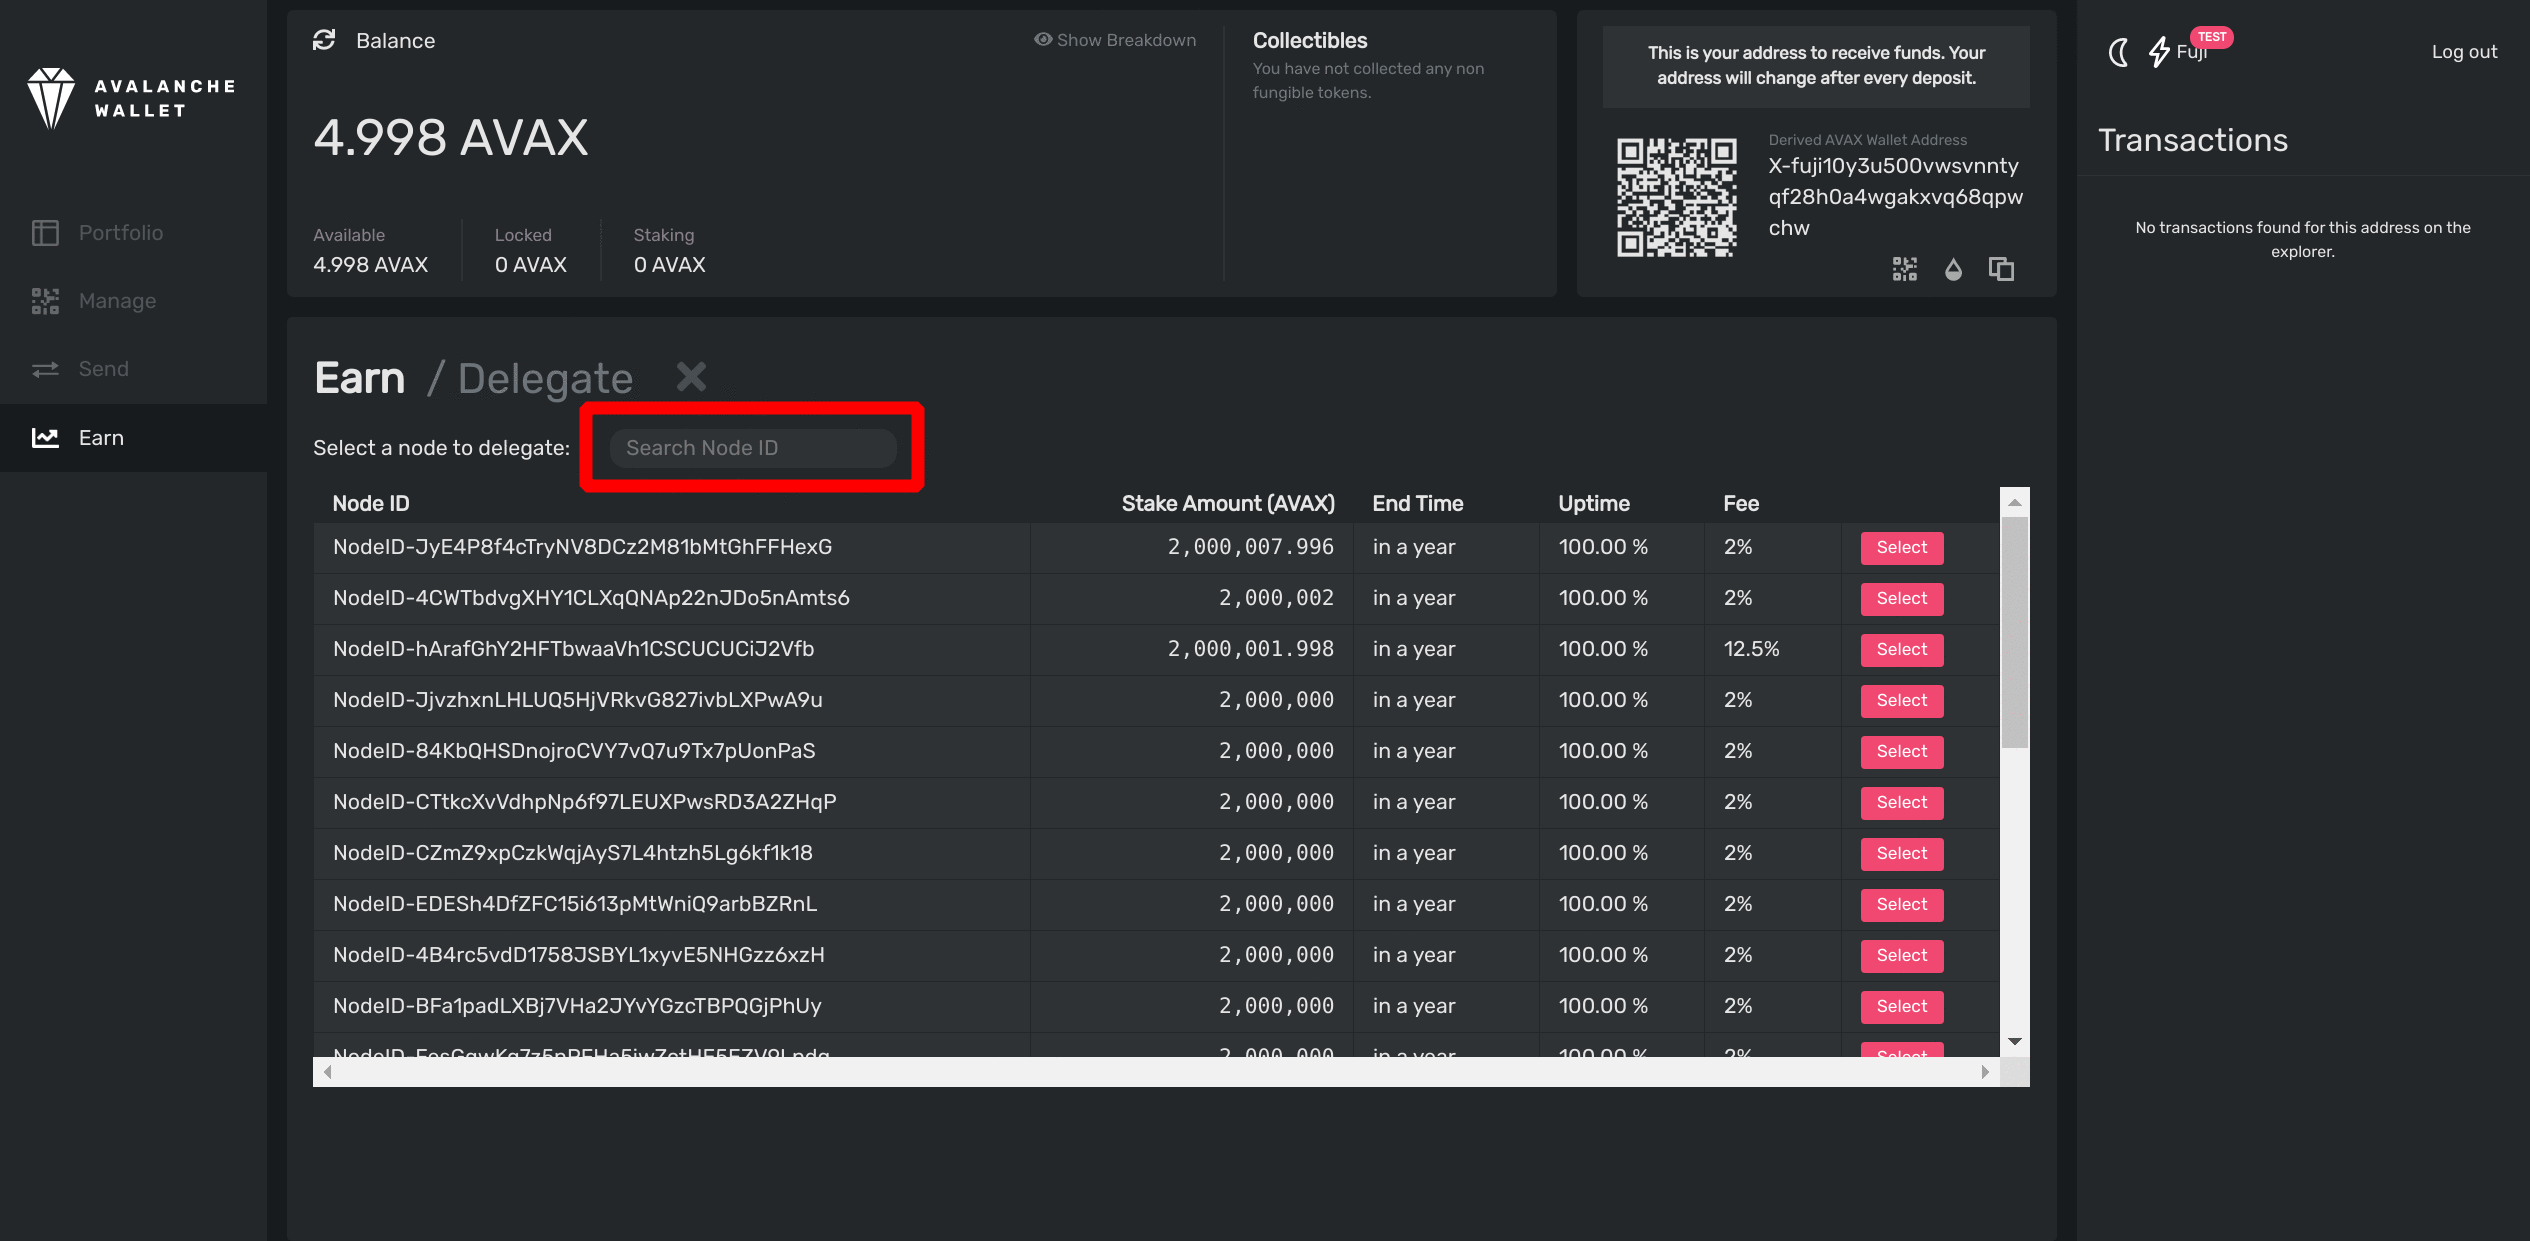 AVALANCHE
WALLET
Portfolio
Manage
Send
Earn
Balance
Show Breakdown
4.998 AVAX
Available
4.998 AVAX
Locked
0 AVAX
Staking
0 AVAX
Collectibles
You have not collected any non
fungible tokens.
This is your address to receive funds. Your
address will change after every deposit.
Derived AVAX Wallet Address
X-fuji10y3u500vwsvnnty
qf28h0a4wgakxvq68qpw
chw
Earn / Delegate
Select a node to delegate: Search Node ID
Node ID Stake Amount (AVAX) End Time Uptime Fee
NodeID-JyE4P8f4cTryNV8DCz2M81bMtGhFFHexG 2,000,007.996 in a year 100.00 % 2% Select
NodeID-4CWTbdvgXHY1CLXqQNAp22nJDo5nAmts6 2,000,002 in a year 100.00 % 2% Select
NodeID-hArafGhY2HFTbwaaVh1CSCUCUCiJ2Vfb 2,000,001.998 in a year 100.00 % 12.5% Select
NodeID-JjvzhxnLHLUQ5HjVRkvG827ivbLXPwA9u 2,000,000 in a year 100.00 % 2% Select
NodeID-84KbQHSDnojroCVY7vQ7u9Tx7pUonPaS 2,000,000 in a year 100.00 % 2% Select
NodeID-CTtkcXvVdhpNp6f97LEUXPwsRD3A2ZHqP 2,000,000 in a year 100.00 % 2% Select
NodeID-CZmZ9xpCzkWqjAyS7L4htzh5Lg6kf1k18 2,000,000 in a year 100.00 % 2% Select
NodeID-EDESh4DfZFC15i613pMtWniQ9arbBZRnL 2,000,000 in a year 100.00 % 2% Select
NodeID-4B4rc5vdD1758JSBYL1xyvE5NHGzz6xzH 2,000,000 in a year 100.00 % 2% Select
NodeID-BFa1padLXBj7VHa2JYvYGzcTBPQGjPhUy 2,000,000 in a year 100.00 % 2% Select
2,000,000 in a year 100.00 % 2% Select
Fuji
TEST
Log out
Transactions
No transactions found for this address on the
explorer.